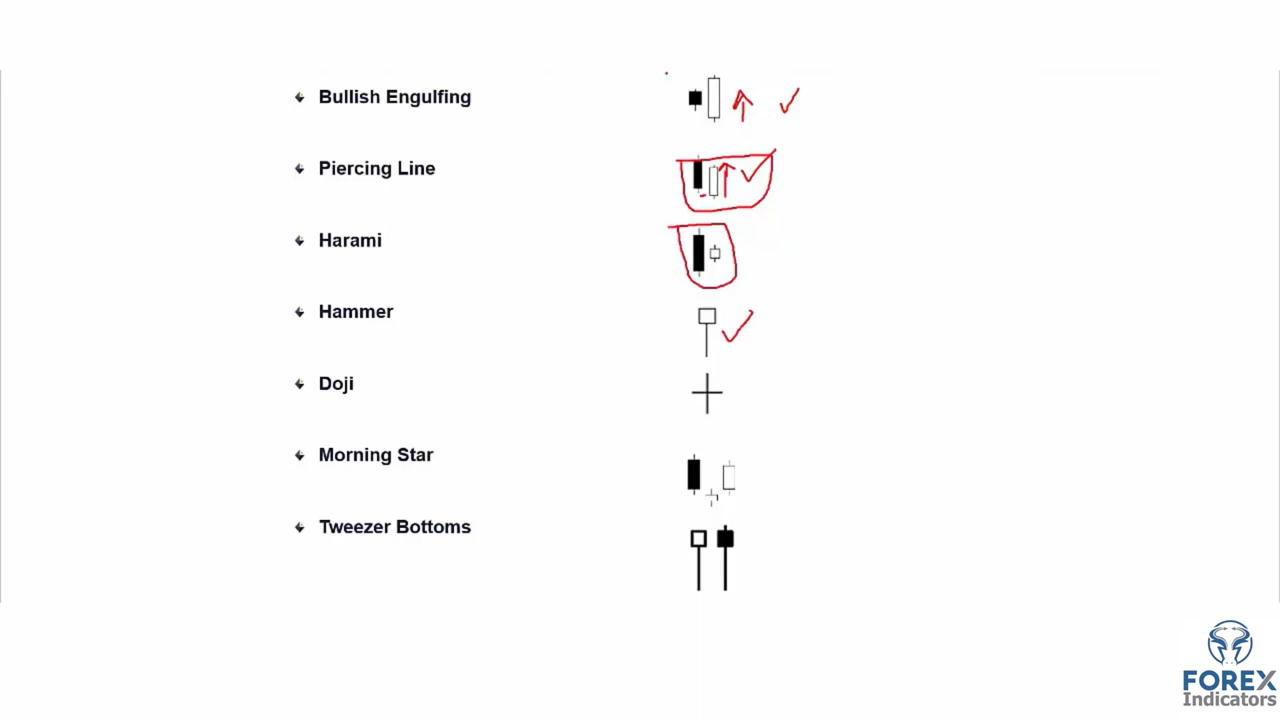 Bullish Engulfing
Piercing Line
Harami
Hammer
Doji
Morning Star
Tweezer Bottoms
FOREX
Indicators